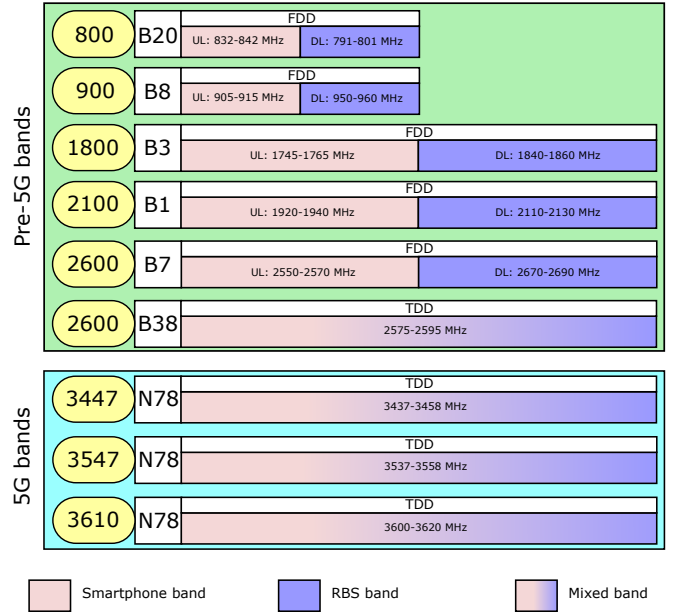 Pre-5G bands
800 B20 FDD
UL: 832-842 MHz DL: 791-801 MHz
900 B8 FDD
UL: 905-915 MHz DL: 950-960 MHz
1800 B3 FDD
UL: 1745-1765 MHz DL: 1840-1860 MHz
2100 B1 FDD
UL: 1920-1940 MHz DL: 2110-2130 MHz
2600 B7 FDD
UL: 2550-2570 MHz DL: 2670-2690 MHz
2600 B38 TDD
2575-2595 MHz
5G bands
3447 N78 TDD
3437-3458 MHz
3547 N78 TDD
3537-3558 MHz
3610 N78 TDD
3600-3620 MHz
Smartphone band RBS band Mixed band